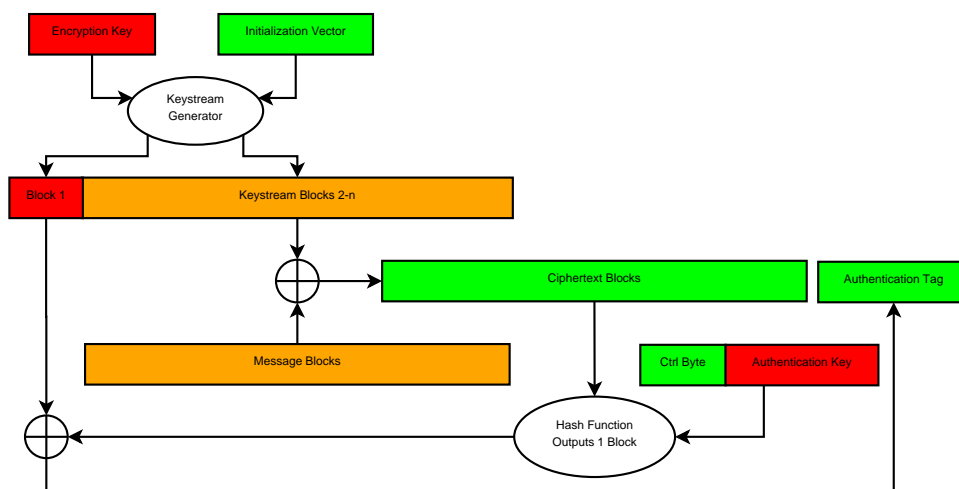 Encryption Key
Initialization Vector
Keystream
Generator
Block 1
Keystream Blocks 2-n
Ciphertext Blocks
Authentication Tag
Message Blocks
Ctrl Byte
Authentication Key
Hash Function
Outputs 1 Block